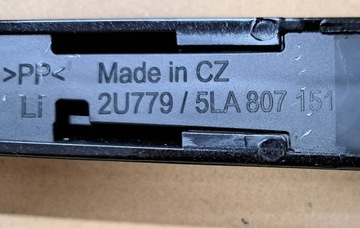 >PP< Made in CZ
Li 2U779 / 5LA 807 151